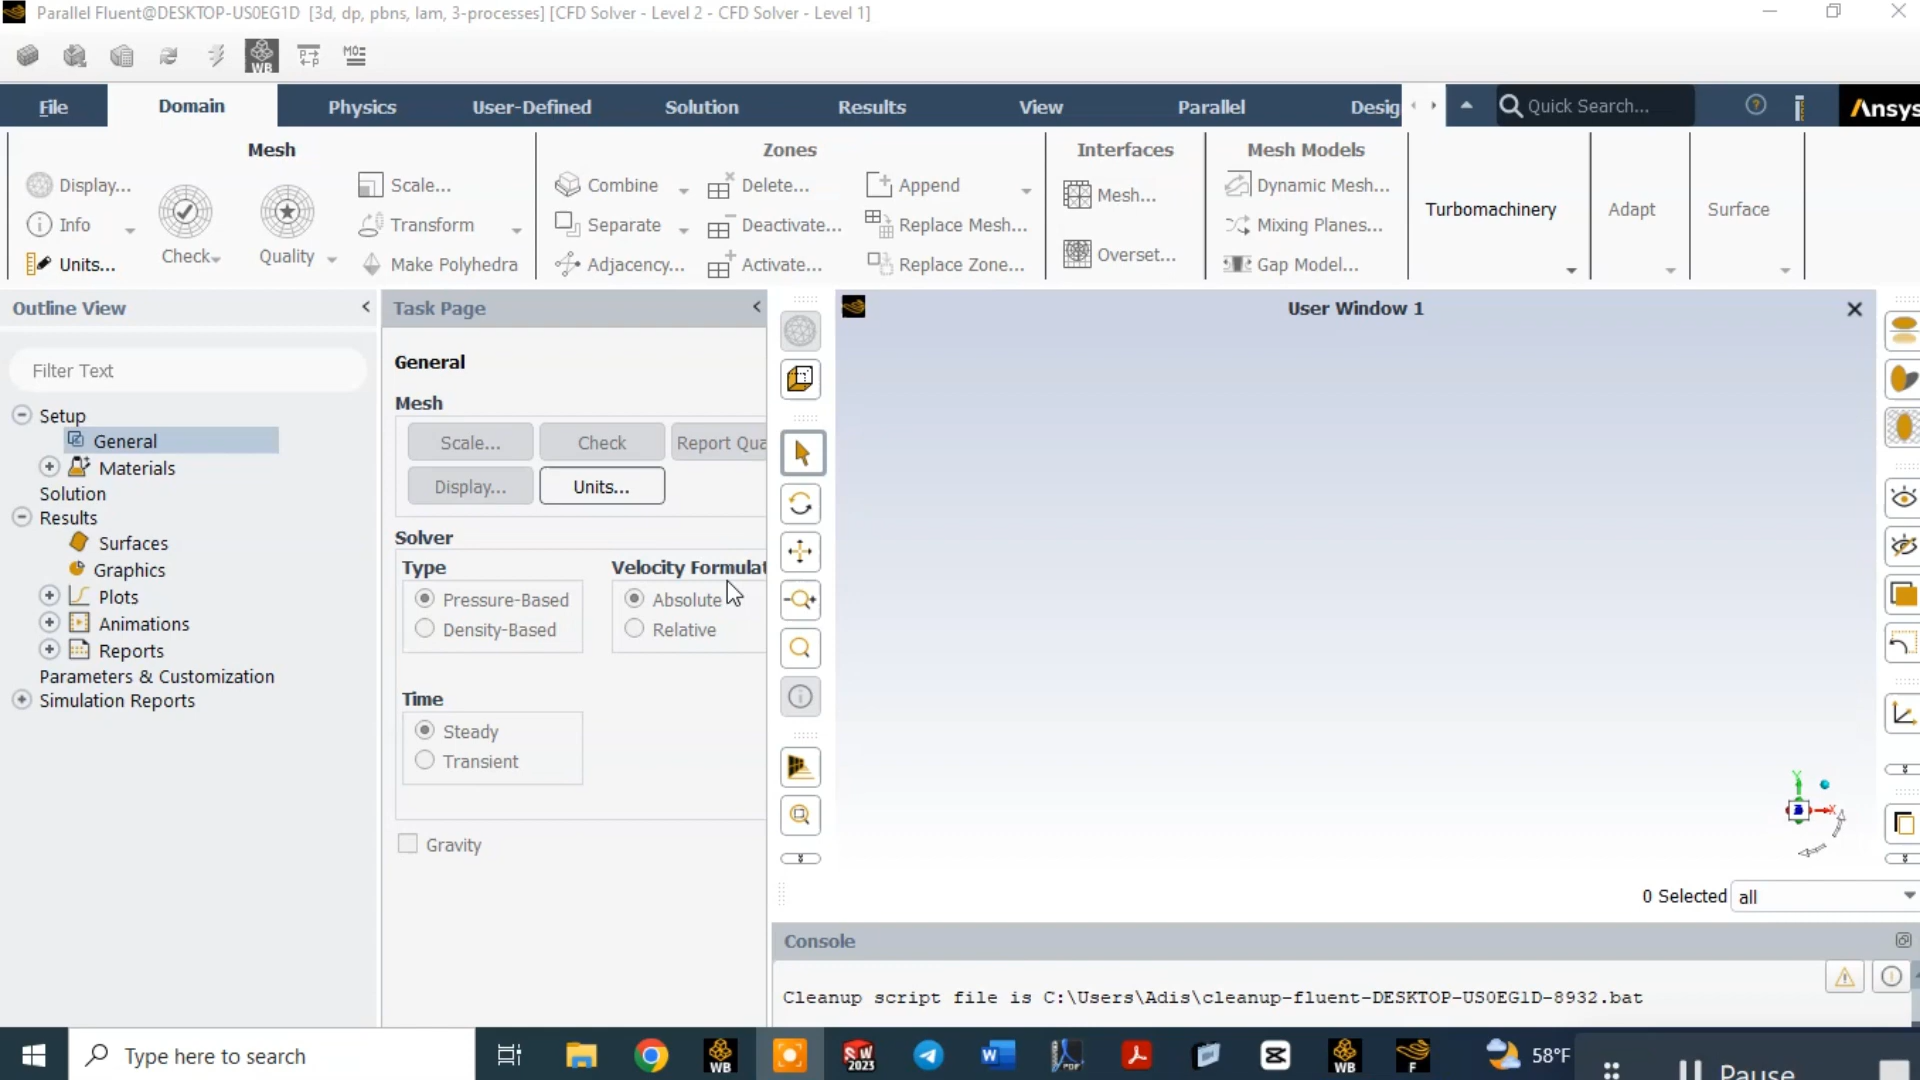 Parallel Fluent@DESKTOP-US0EG1D [3d, dp, pbns, lam, 3-processes] [CFD Solver - Level 2 - CFD Solver - Level 1]
WB
File Domain Physics User-Defined Solution Results View Parallel Desig Quick Search... Ansys
Mesh
Display...
Info
Units...
Check
Quality
Scale...
Transform
Make Polyhedra
Zones
Combine
Separate
Adjacency...
Delete...
Deactivate...
Activate...
Append
Replace Mesh...
Replace Zone...
Interfaces
Mesh...
Overset...
Mesh Models
Dynamic Mesh...
Mixing Planes...
Gap Model...
Turbomachinery
Adapt
Surface
Outline View
Filter Text
Setup
General
Materials
Solution
Results
Surfaces
Graphics
Plots
Animations
Reports
Parameters & Customization
Simulation Reports
Task Page
General
Mesh
Scale... Check Report Qua
Display... Units...
Solver
Type
Pressure-Based
Density-Based
Velocity Formulat
Absolute
Relative
Time
Steady
Transient
Gravity
User Window 1
0 Selected all
Console
Cleanup script file is C:\Users\Adis\cleanup-fluent-DESKTOP-US0EG1D-8932.bat
Type here to search
58°F
Pause